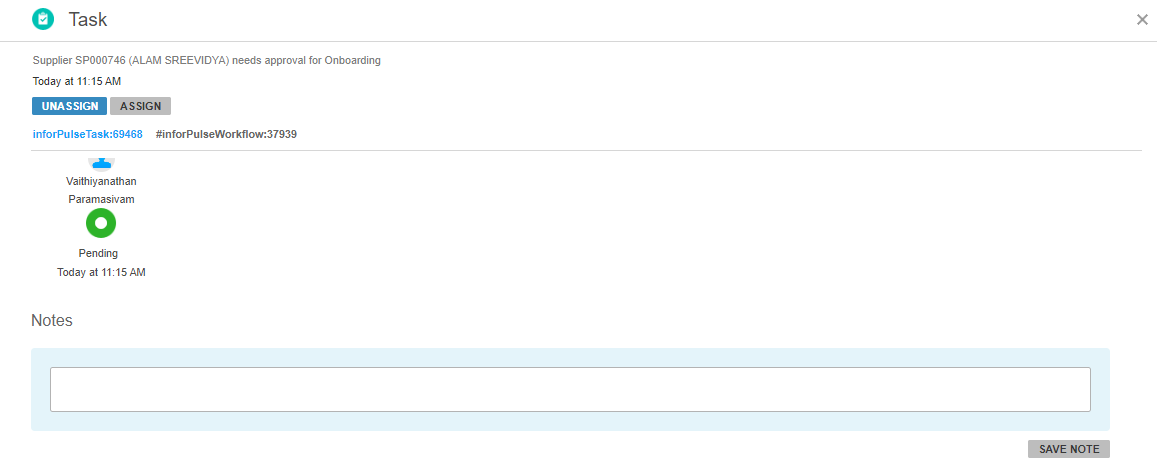 Task
Supplier SP000746 (ALAM SREEVIDYA) needs approval for Onboarding
Today at 11:15 AM
UNASSIGN ASSIGN
inforPulseTask:69468 #inforPulseWorkflow:37939
Vaithiyanathan
Paramasivam
Pending
Today at 11:15 AM
Notes
SAVE NOTE